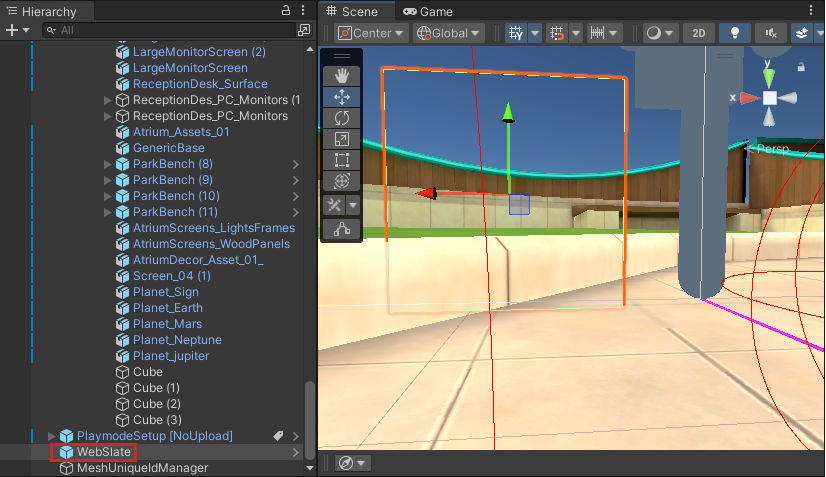 Hierarchy
All
LargeMonitorScreen (2)
LargeMonitorScreen
ReceptionDesk_Surface
ReceptionDes_PC_Monitors (1
ReceptionDes_PC_Monitors
Atrium_Assets_01
GenericBase
ParkBench (8)
ParkBench (9)
ParkBench (10)
ParkBench (11)
AtriumScreens_LightsFrames
AtriumScreens_WoodPanels
AtriumDecor_Asset_01_
Screen_04 (1)
Planet_Sign
Planet_Earth
Planet_Mars
Planet_Neptune
Planet_jupiter
Cube
Cube (1)
Cube (2)
Cube (3)
PlaymodeSetup [NoUpload]
WebSlate
MeshUniqueIdManager
Scene Game
Center Global 2D
y
x
Persp